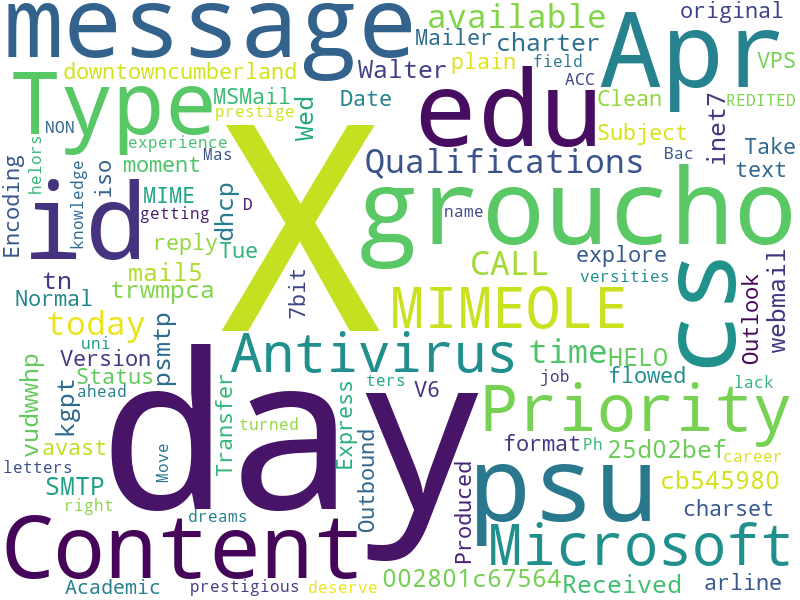 message
available
original
Apr
Mailer
charter
field
VPS
Walter
plain
downtowncumberland
ACC
Type
MSMail
Date
edu
Clean
REDITED
prestige
Wed
inet7
NON
experience
Subject
Take
helors
Mas
Qualifications
Bac
text
moment
Encoding
knowledge
iso
id
MIME
dhcp
D
X
groucho
getting
name
reply
Tue
explore
cs
mail5
CALL
versities
tn
trwmpca
7bit
MIMEOLE
Outlook
webmail
Normal
today
psmtp
uni
Version
Antivirus
time
HELO
vudwwhp
Status
kgpt
ahead
Transfer
Express
ters
V6
job
flowed
lack
day
Priority
turned
avast
Outbound
format
Ph
25d02bef
career
letters
Move
Produced
psu
SMTP
cb545980
right
dreams
charset
Content
Microsoft
Academic
prestigious
deserve
002801c67564
Received
arline